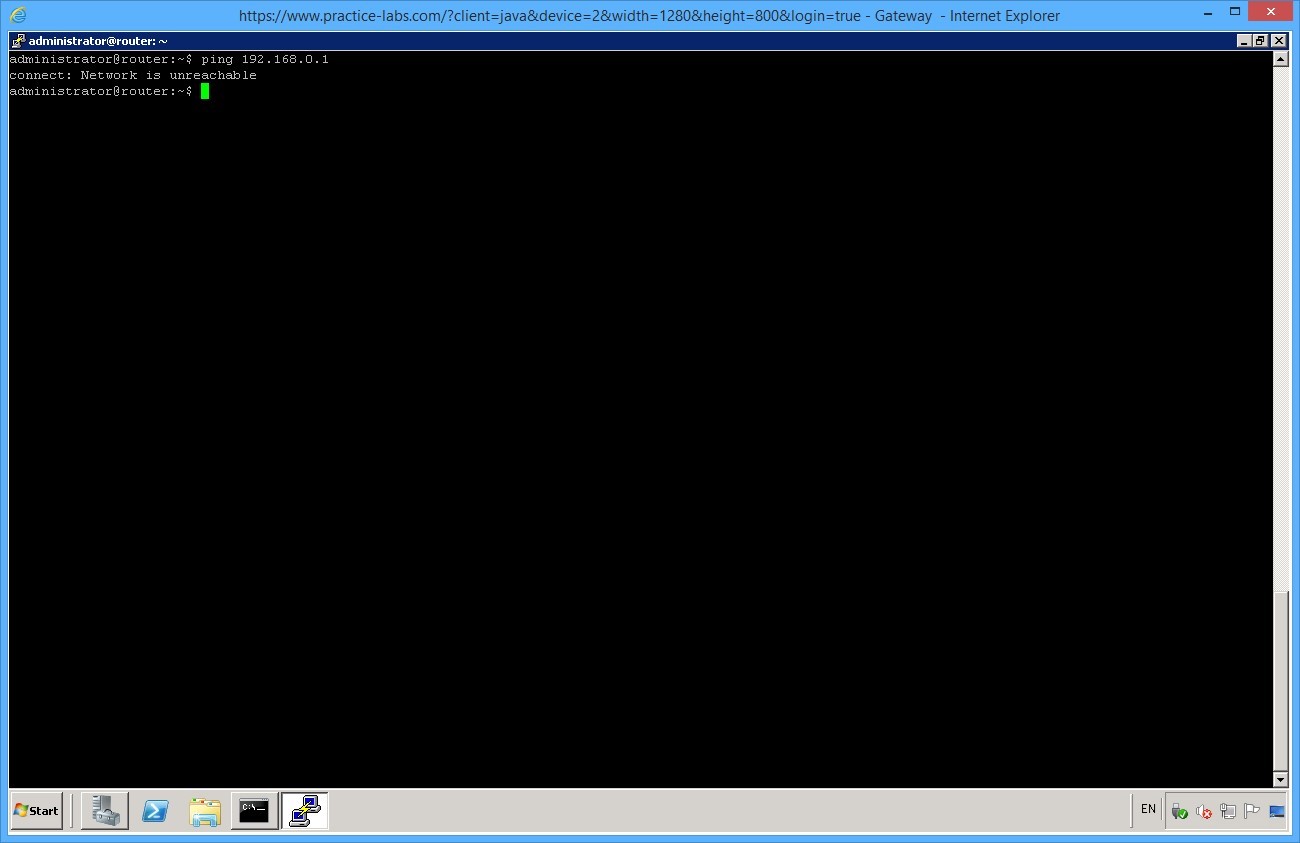 https://www.practice-labs.com/?client=java&device=2&width=1280&height=800&login=true - Gateway - Internet Explorer
administrator@router: ~
administrator@router:~$ ping 192.168.0.1
connect: Network is unreachable
administrator@router:~$
Start
C:\
EN